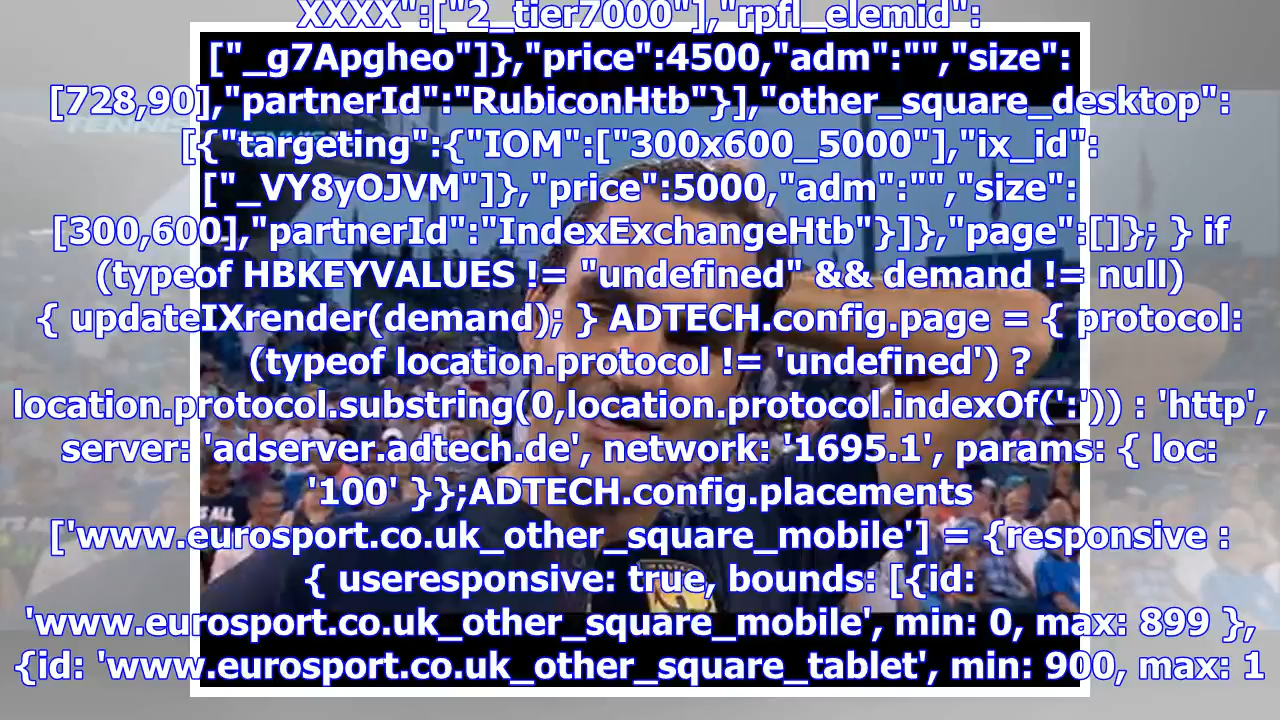 XXXX":["2_tier7000"],"rpfl_elemid":
["_g7Apgheo"]},"price":4500,"adm":"","size":
[728,90],"partnerId":"RubiconHtb"}],"other_square_desktop":
[{"targeting":{"IOM":["300x600_5000"],"ix_id":
["_VY8yOJVM"]},"price":5000,"adm":"","size":
[300,600],"partnerId":"IndexExchangeHtb"}]},"page":[]}; } if
(typeof HBKEYVALUES != "undefined" && demand != null)
{ updateIXrender(demand); } ADTECH.config.page = { protocol:
(typeof location.protocol != 'undefined') ?
location.protocol.substring(0,location.protocol.indexOf(':')) : 'http',
server: 'adserver.adtech.de', network: '1695.1', params: { loc:
'100' }};ADTECH.config.placements
['www.eurosport.co.uk_other_square_mobile'] = {responsive :
{ useresponsive: true, bounds: [{id:
'www.eurosport.co.uk_other_square_mobile', min: 0, max: 899 },
{id: 'www.eurosport.co.uk_other_square_tablet', min: 900, max: 1
TENNIS